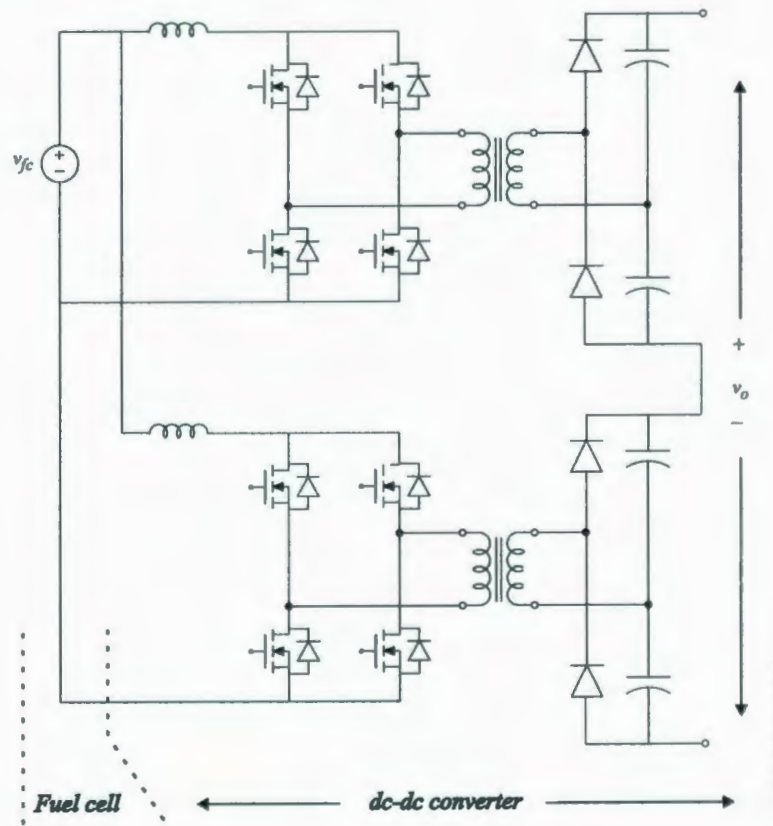 +
v_fc
−
+
v_o
−
Fuel cell
dc-dc converter